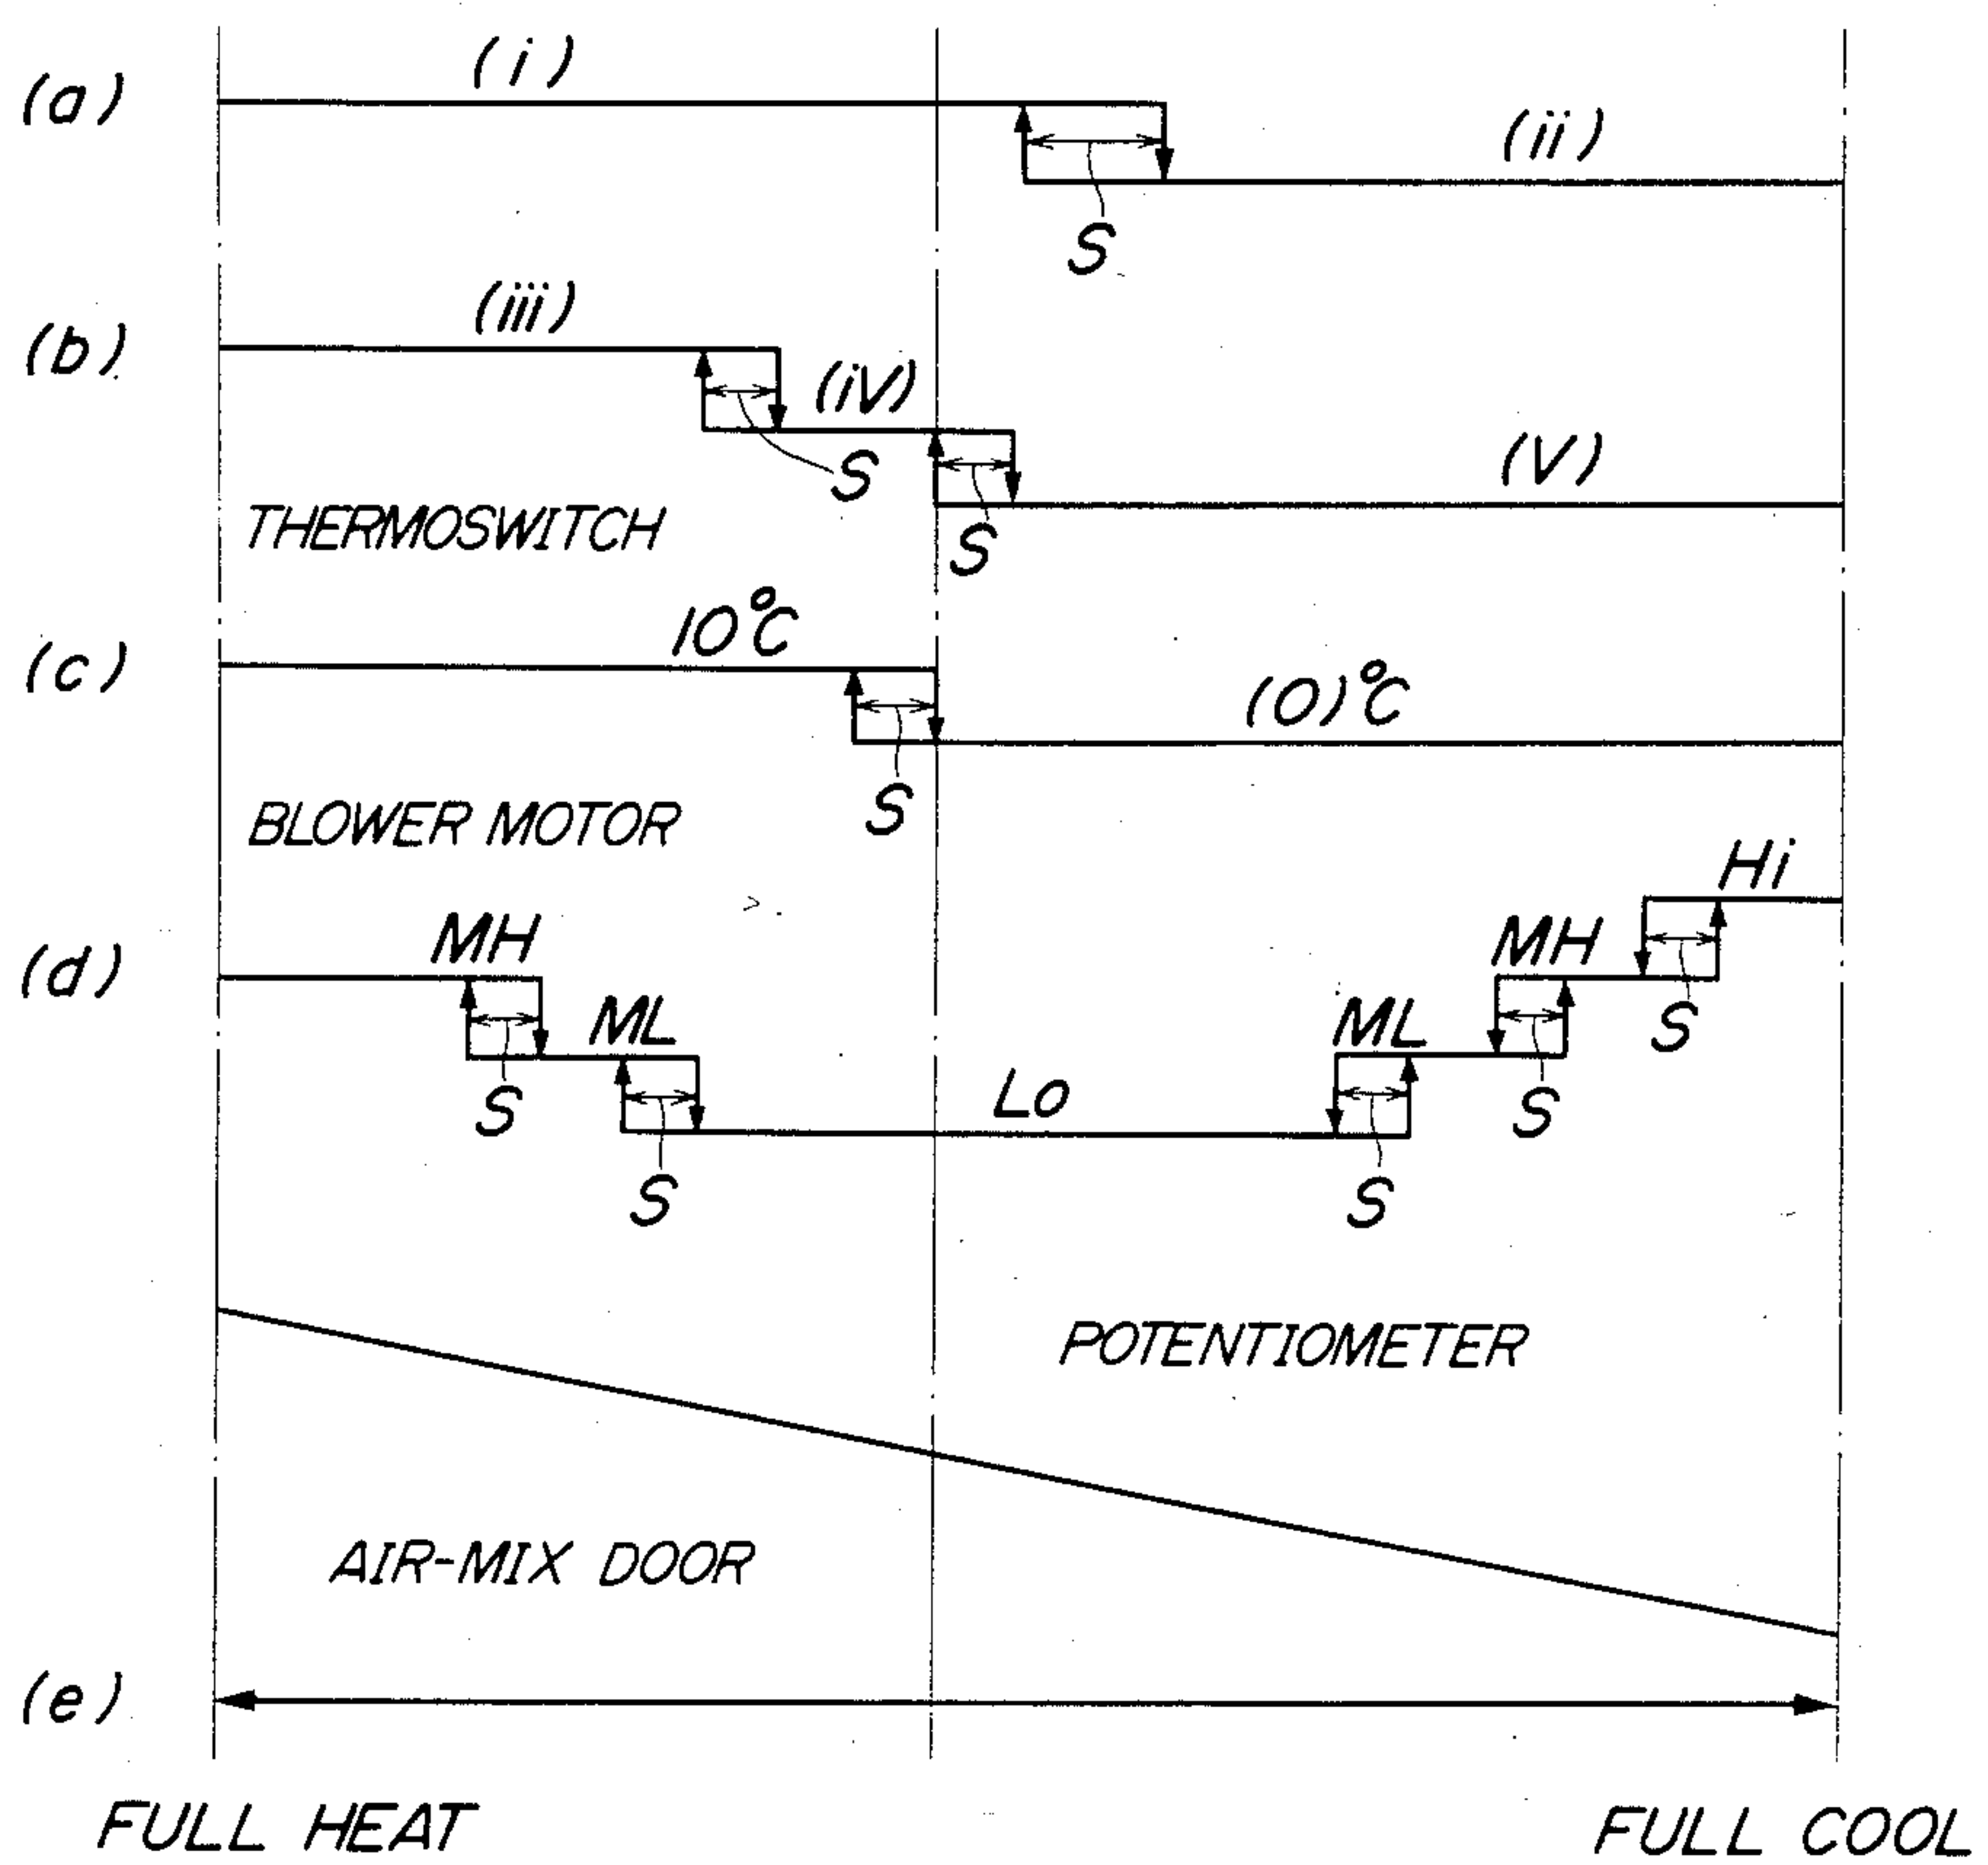 (a)
(i)
(ii)
S
(b)
(iii)
(iV)
(V)
S
S
THERMOSWITCH
(c)
10°C
(0)°C
S
BLOWER MOTOR
(d)
MH
ML
Lo
ML
MH
Hi
S
S
S
S
S
POTENTIOMETER
AIR-MIX DOOR
(e)
FULL HEAT
FULL COOL